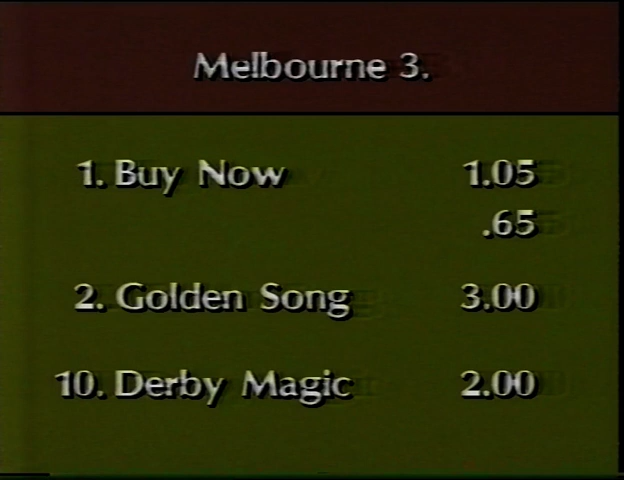 Melbourne 3.
1. Buy Now 1.05
.65
2. Golden Song 3.00
10. Derby Magic 2.00